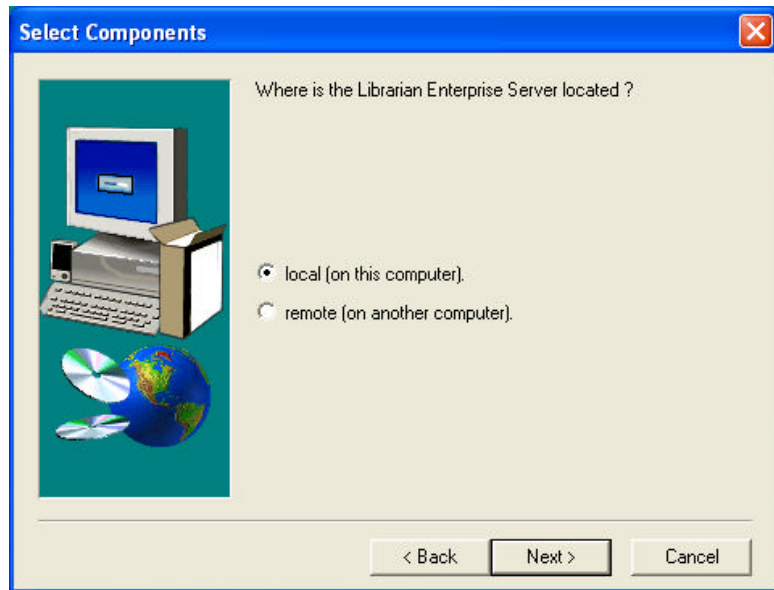 Select Components
Where is the Librarian Enterprise Server located ?
local (on this computer).
remote (on another computer).
< Back
Next >
Cancel